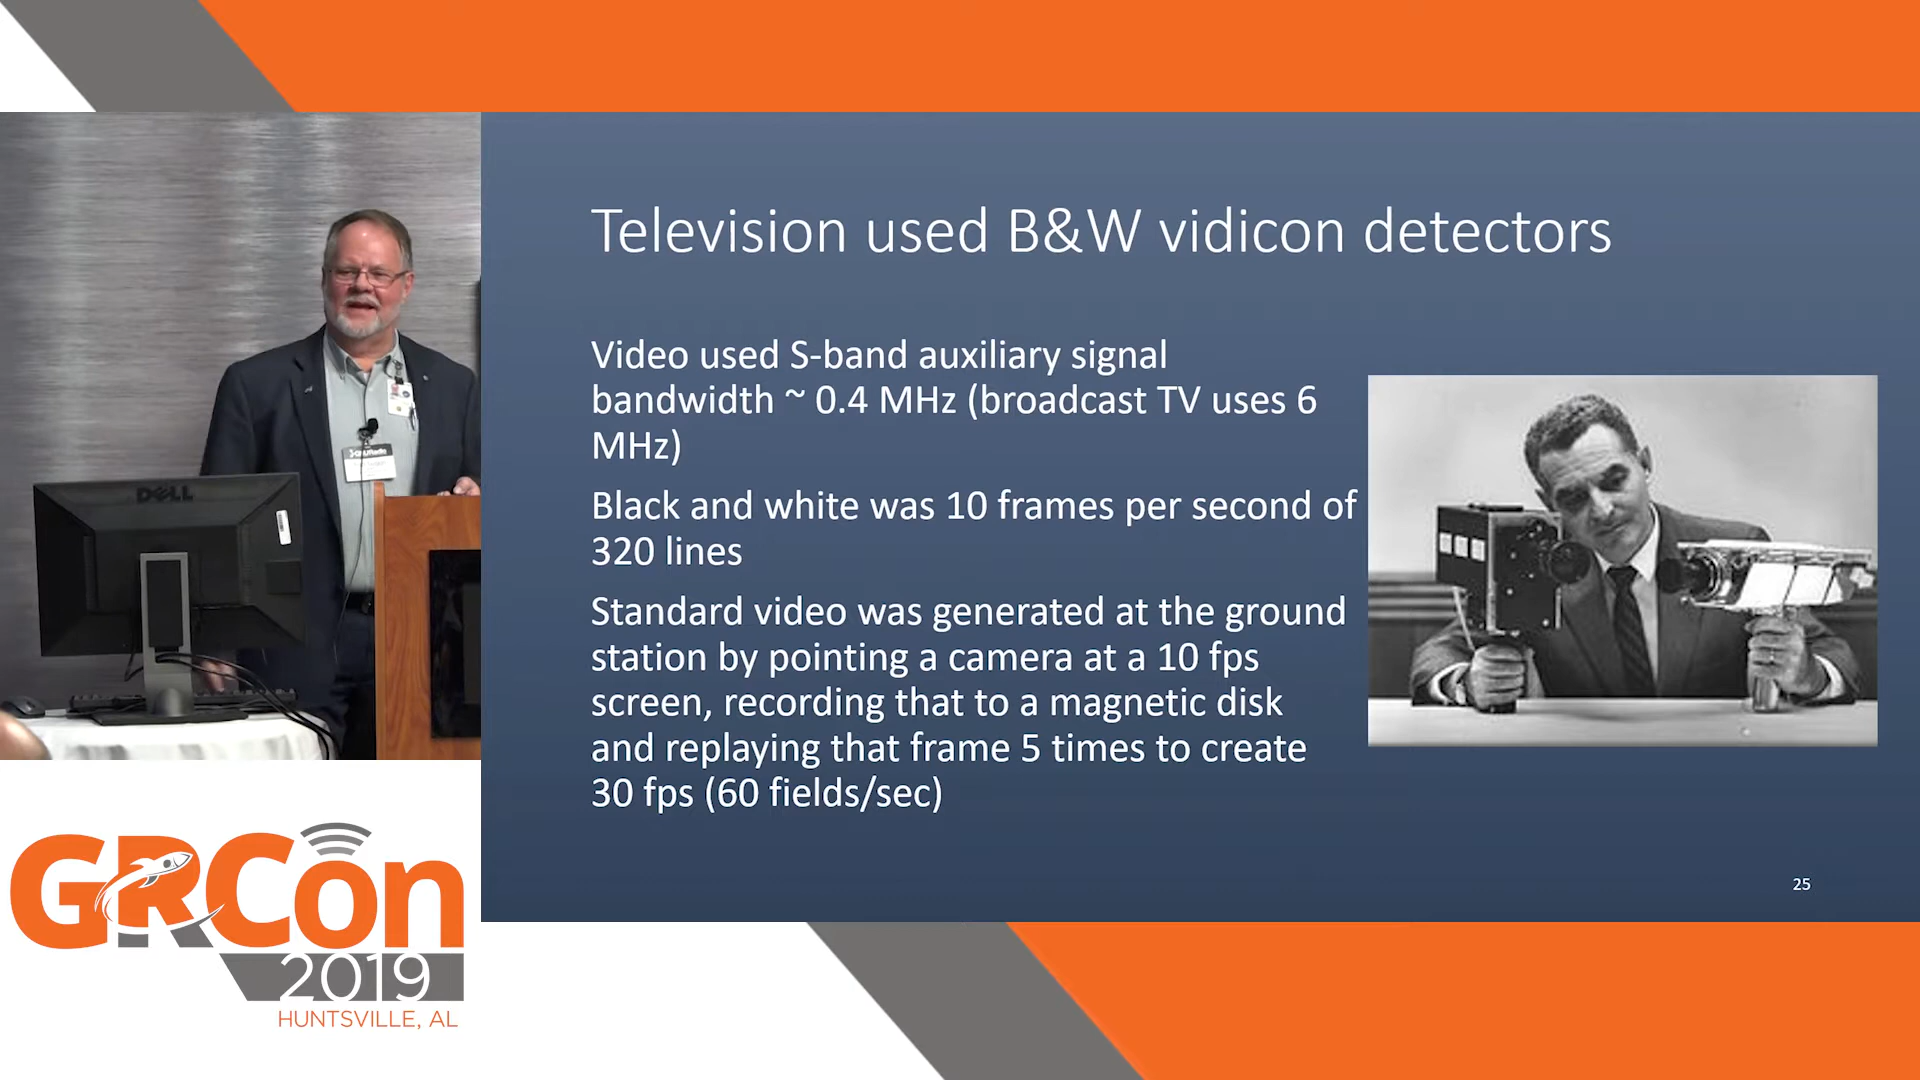 Television used B&W vidicon detectors
Video used S-band auxiliary signal
bandwidth ~ 0.4 MHz (broadcast TV uses 6
MHz)
Black and white was 10 frames per second of
320 lines
Standard video was generated at the ground
station by pointing a camera at a 10 fps
screen, recording that to a magnetic disk
and replaying that frame 5 times to create
30 fps (60 fields/sec)
25
DELL
GRCon
2019
HUNTSVILLE, AL